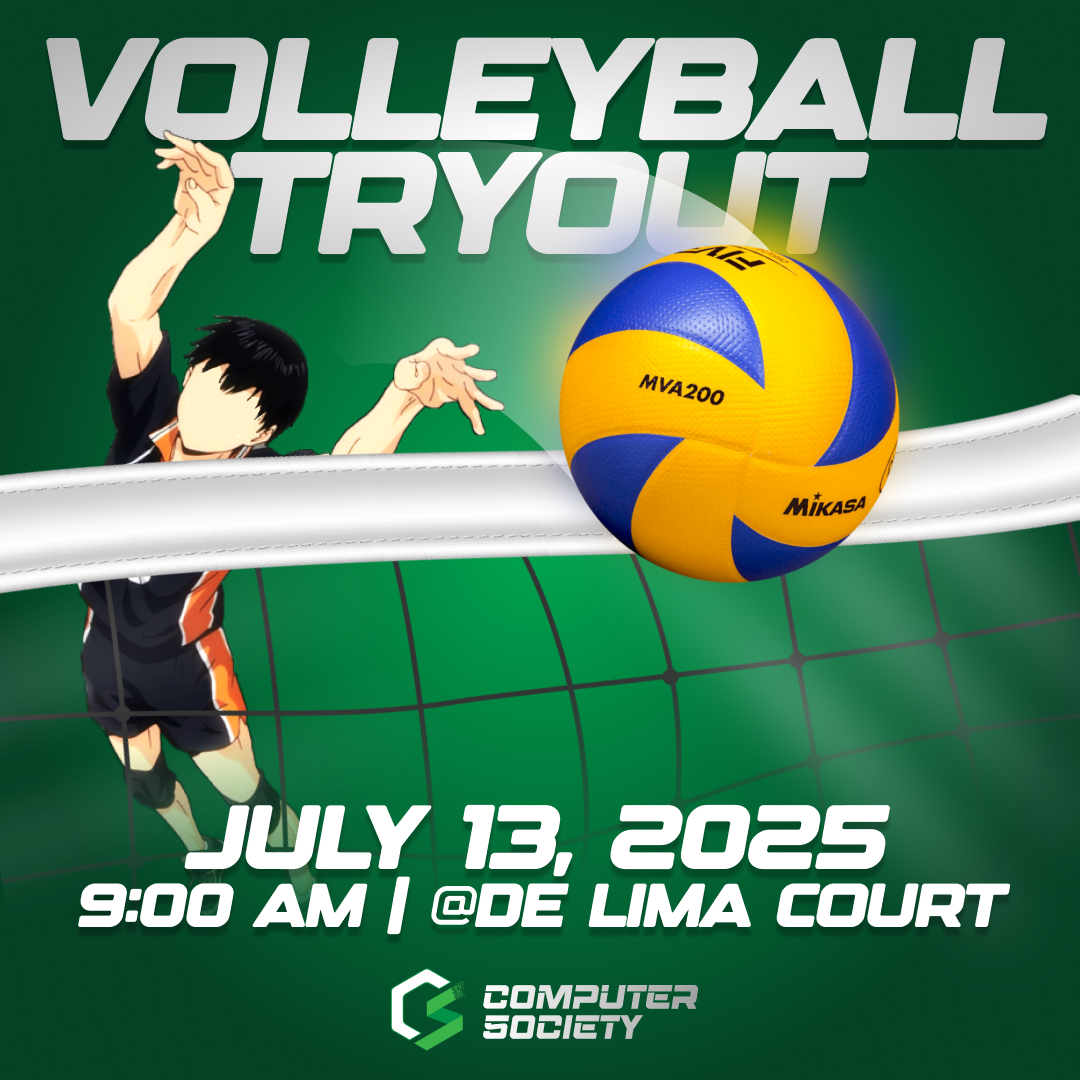 VOLLEYBALL
TRYOUT
MVA200
MIKASA
JULY 13, 2025
9:00 AM | @DE LIMA COURT
COMPUTER
SOCIETY